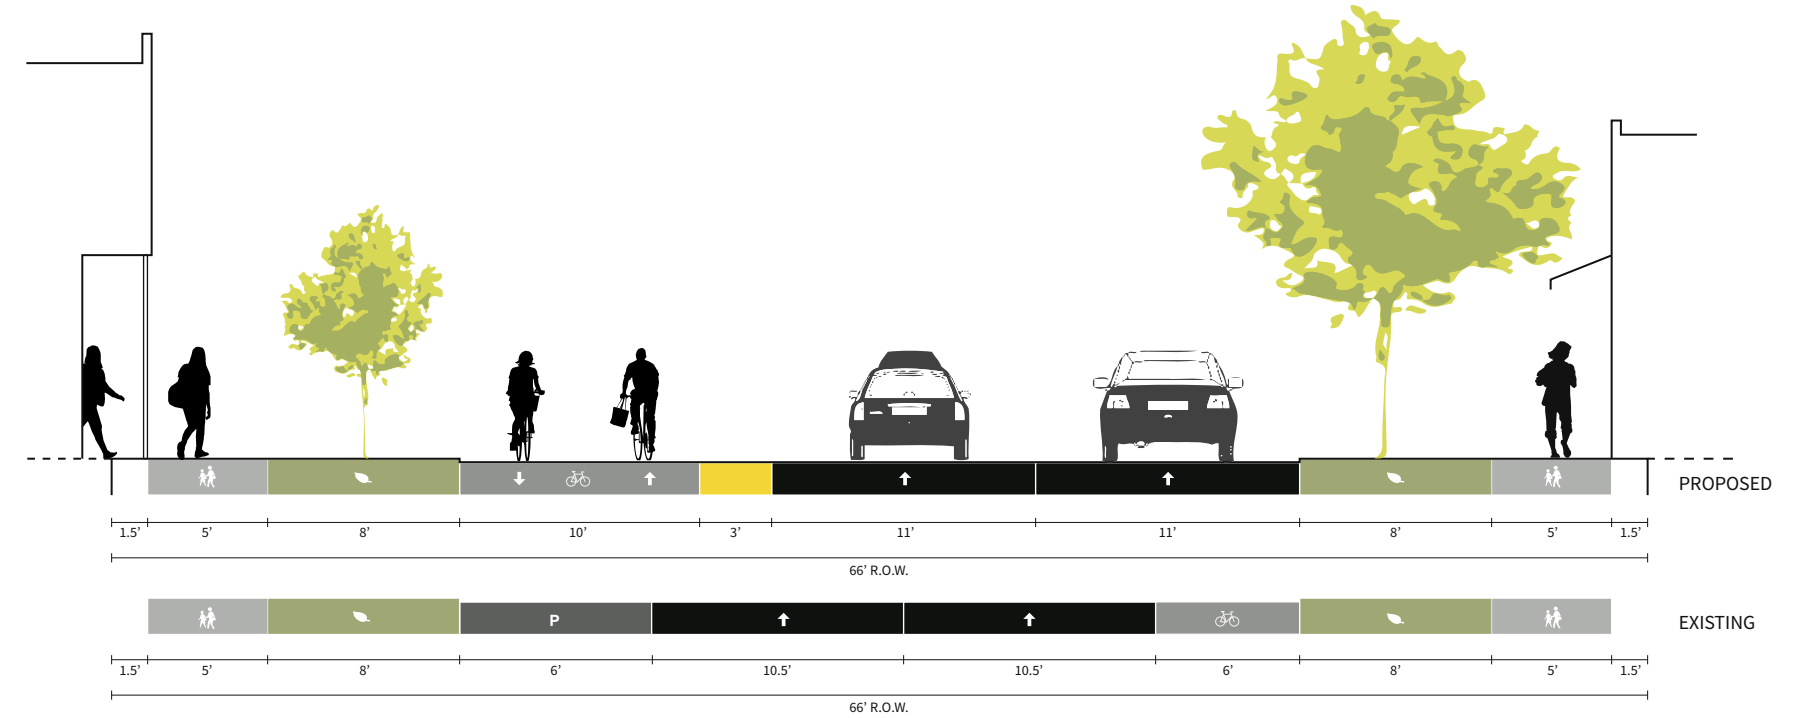 PROPOSED
1.5’ 5’ 8’ 10’ 3’ 11’ 11’ 8’ 5’ 1.5’
66’ R.O.W.
P
EXISTING
1.5’ 5’ 8’ 6’ 10.5’ 10.5’ 6’ 8’ 5’ 1.5’
66’ R.O.W.